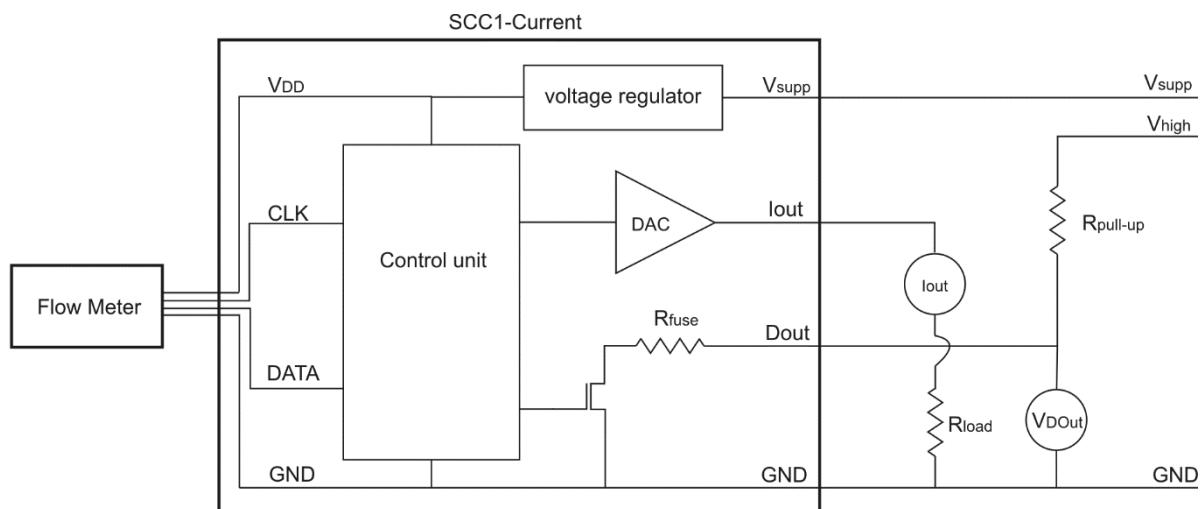 SCC1-Current
VDD
voltage regulator
Vsupp
Vsupp
Vhigh
CLK
DAC
Iout
Rpull-up
Control unit
Iout
Flow Meter
Rfuse
Dout
DATA
Rload
VDOut
GND
GND
GND